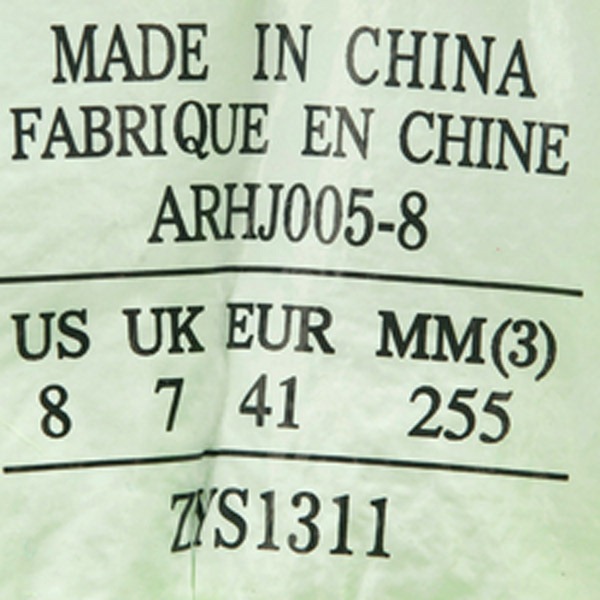 MADE IN CHINA
FABRIQUE EN CHINE
ARHJ005-8
US UK EUR MM(3)
8 7 41 255
ZYS1311